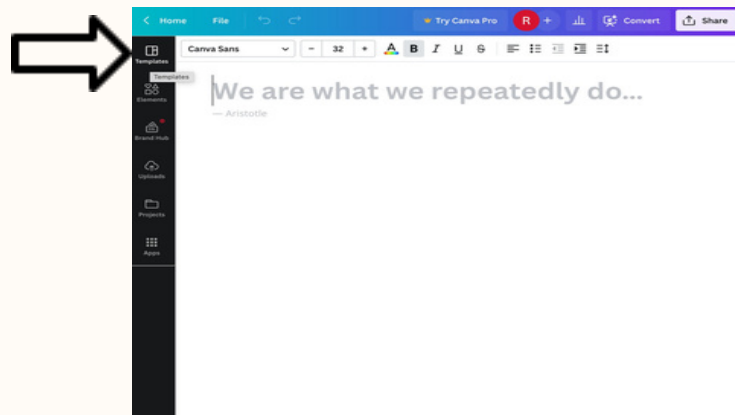 Home File Try Canva Pro R + Convert Share
Templates
Canva Sans - 32 + A B I U S
Templates
Elements
We are what we repeatedly do...
— Aristotle
Brand Hub
Uploads
Projects
Apps